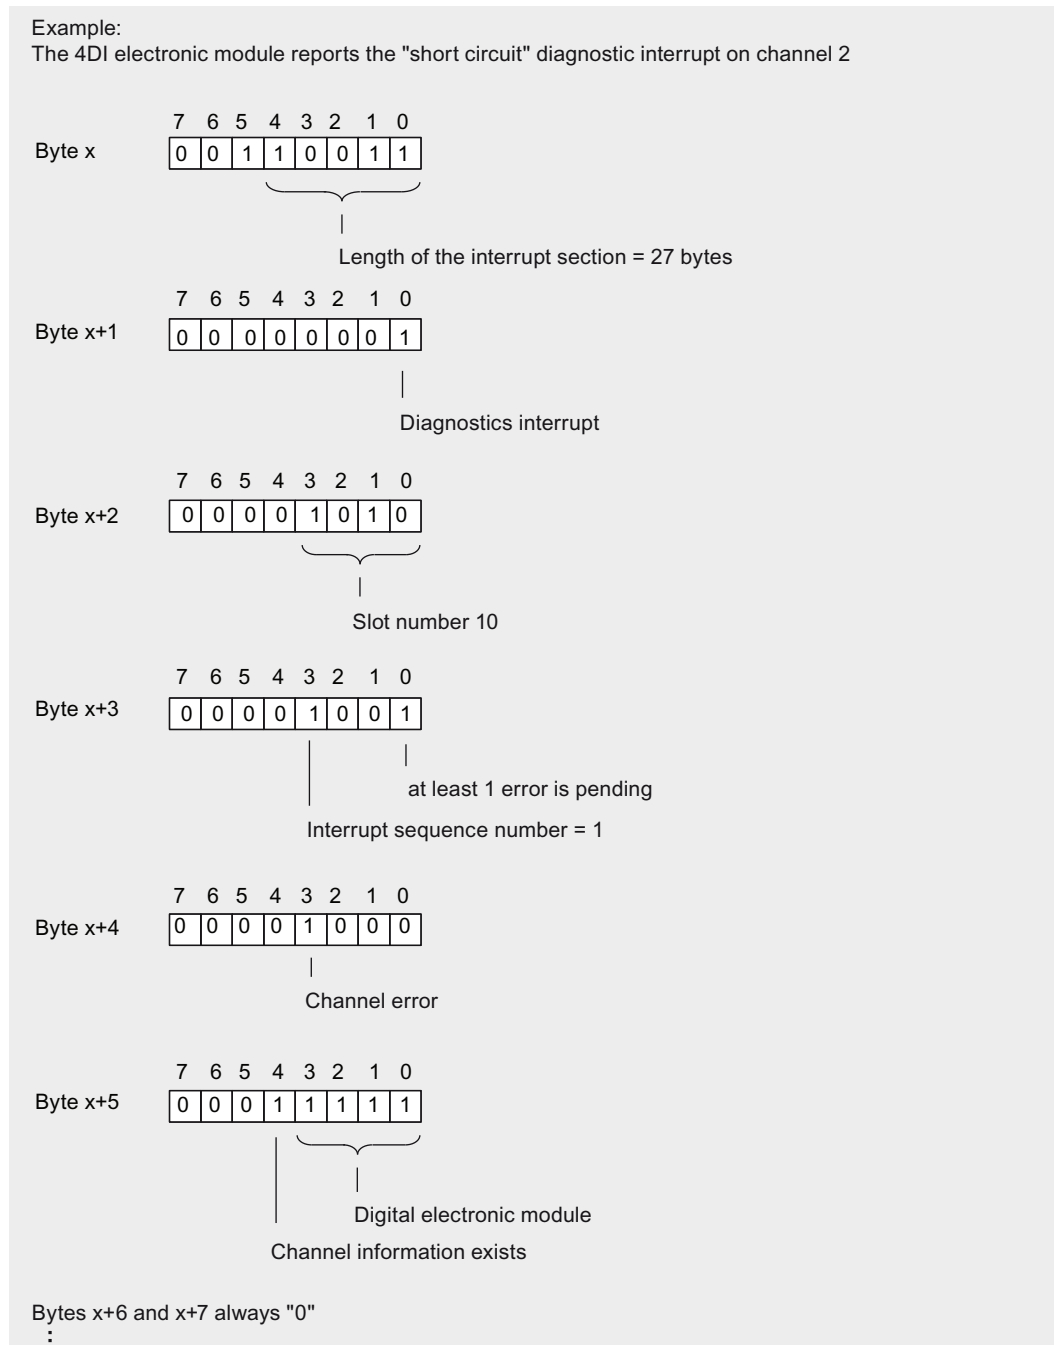 Example:
The 4DI electronic module reports the "short circuit" diagnostic interrupt on channel 2
7 6 5 4 3 2 1 0
Byte x 0 0 1 1 0 0 1 1
Length of the interrupt section = 27 bytes
7 6 5 4 3 2 1 0
Byte x+1 0 0 0 0 0 0 0 1
Diagnostics interrupt
7 6 5 4 3 2 1 0
Byte x+2 0 0 0 0 1 0 1 0
Slot number 10
7 6 5 4 3 2 1 0
Byte x+3 0 0 0 0 1 0 0 1
at least 1 error is pending
Interrupt sequence number = 1
7 6 5 4 3 2 1 0
Byte x+4 0 0 0 0 1 0 0 0
Channel error
7 6 5 4 3 2 1 0
Byte x+5 0 0 0 1 1 1 1 1
Digital electronic module
Channel information exists
Bytes x+6 and x+7 always "0"
: